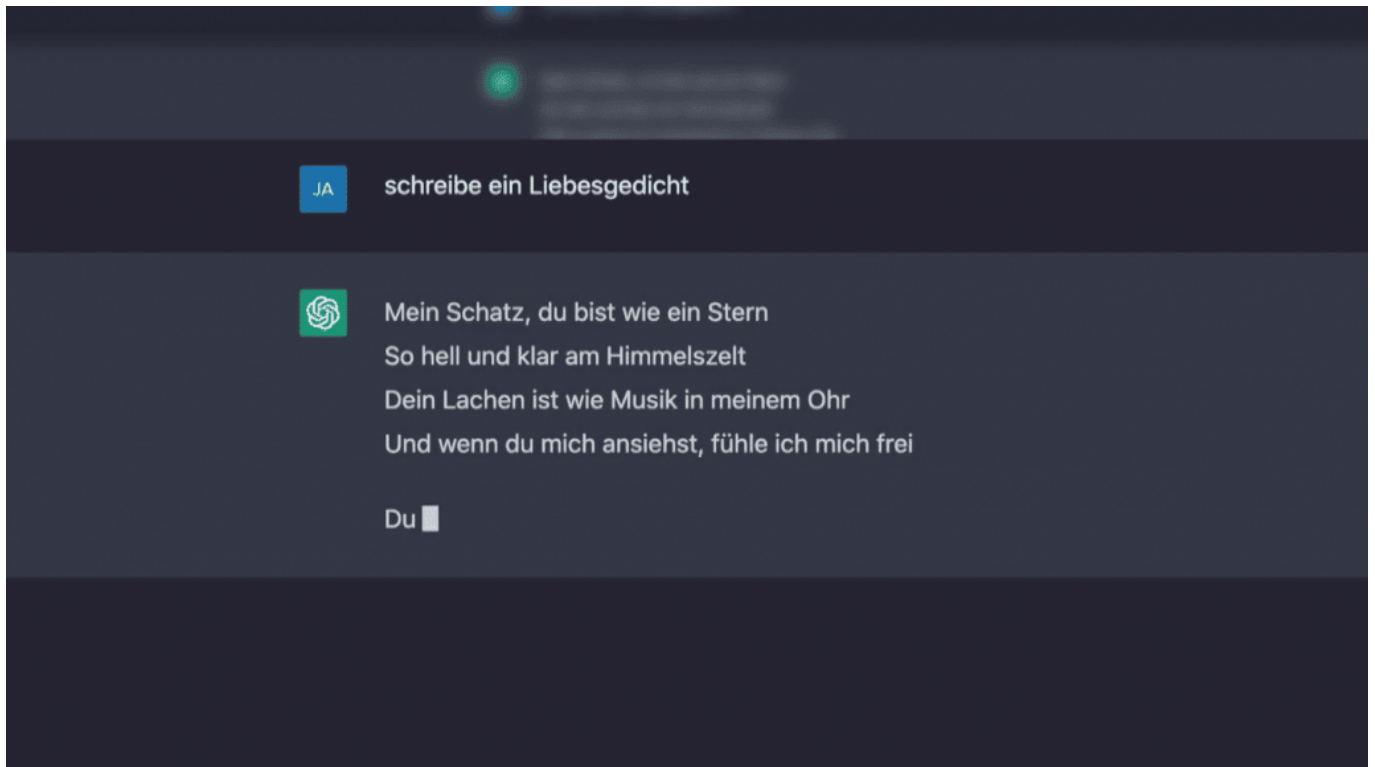 JA
schreibe ein Liebesgedicht
Mein Schatz, du bist wie ein Stern
So hell und klar am Himmelszelt
Dein Lachen ist wie Musik in meinem Ohr
Und wenn du mich ansiehst, fühle ich mich frei
Du